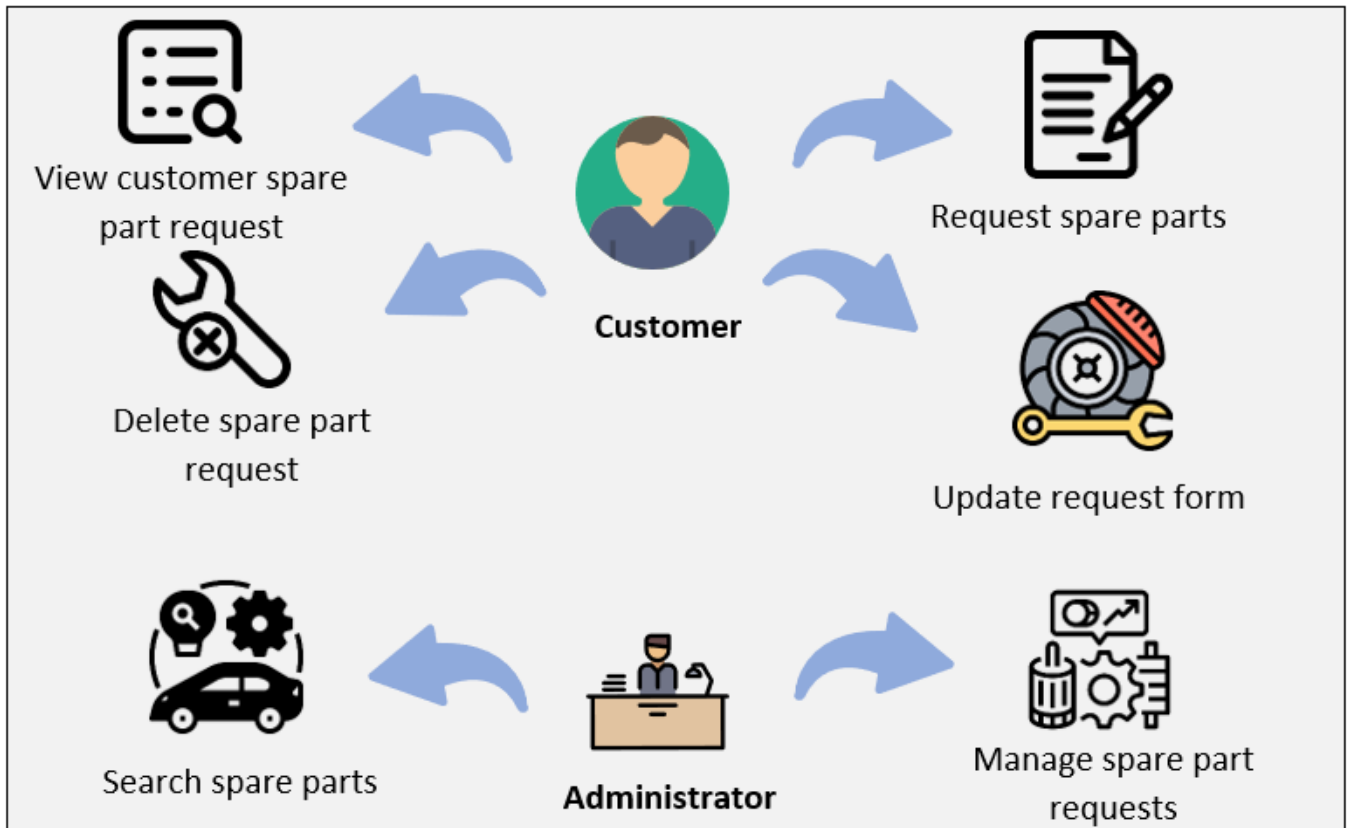 View customer spare
part request
Request spare parts
Customer
Delete spare part
request
Update request form
Search spare parts
Administrator
Manage spare part
requests